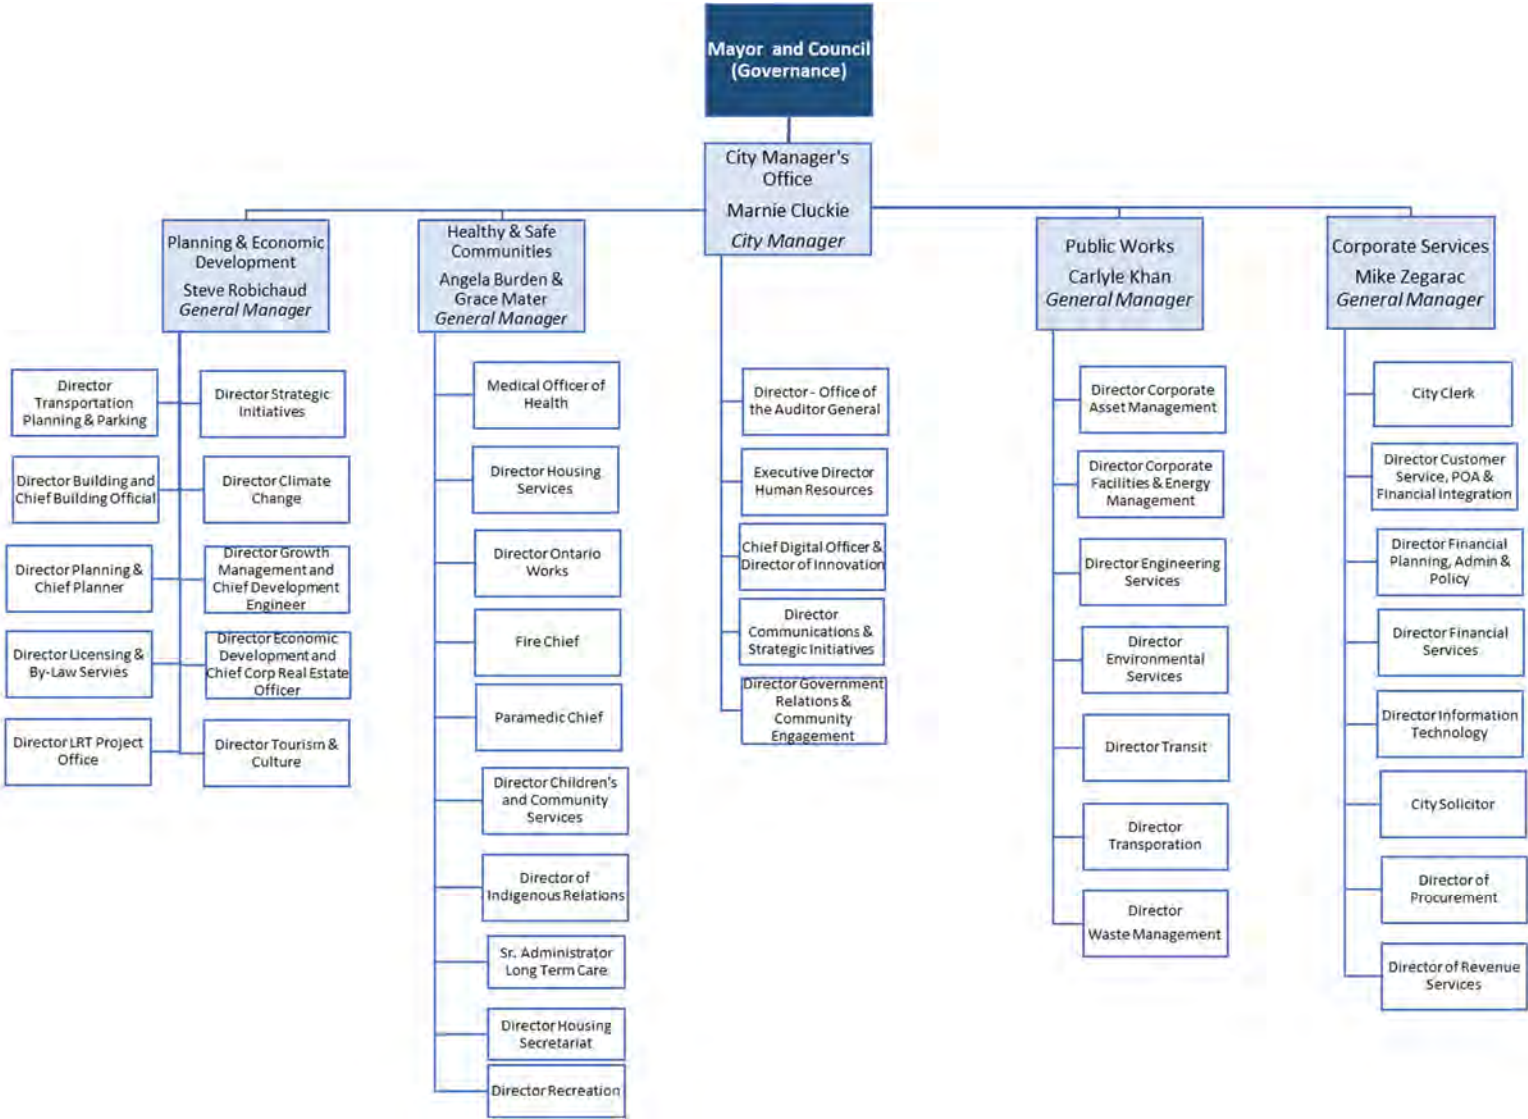 Mayor and Council
(Governance)
City Manager's
Office
Marnie Cluckie
City Manager
Planning & Economic
Development
Steve Robichaud
General Manager
Healthy & Safe
Communities
Angela Burden &
Grace Mater
General Manager
Public Works
Carlyle Khan
General Manager
Corporate Services
Mike Zegarac
General Manager
Director
Transportation
Planning & Parking
Director Strategic
Initiatives
Director Building and
Chief Building Official
Director Climate
Change
Director Planning &
Chief Planner
Director Growth
Management and
Chief Development
Engineer
Director Licensing &
By-Law Servies
Director Economic
Development and
Chief Corp Real Estate
Officer
Director LRT Project
Office
Director Tourism &
Culture
Medical Officer of
Health
Director Housing
Services
Director Ontario
Works
Fire Chief
Paramedic Chief
Director Children's
and Community
Services
Director of
Indigenous Relations
Sr. Administrator
Long Term Care
Director Housing
Secretariat
Director Recreation
Director - Office of
the Auditor General
Executive Director
Human Resources
Chief Digital Officer &
Director of Innovation
Director
Communications &
Strategic Initiatives
Director Government
Relations &
Community
Engagement
Director Corporate
Asset Management
Director Corporate
Facilities & Energy
Management
Director Engineering
Services
Director
Environmental
Services
Director Transit
Director
Transporation
Director
Waste Management
City Clerk
Director Customer
Service, POA &
Financial Integration
Director Financial
Planning, Admin &
Policy
Director Financial
Services
Director Information
Technology
City Solicitor
Director of
Procurement
Director of Revenue
Services